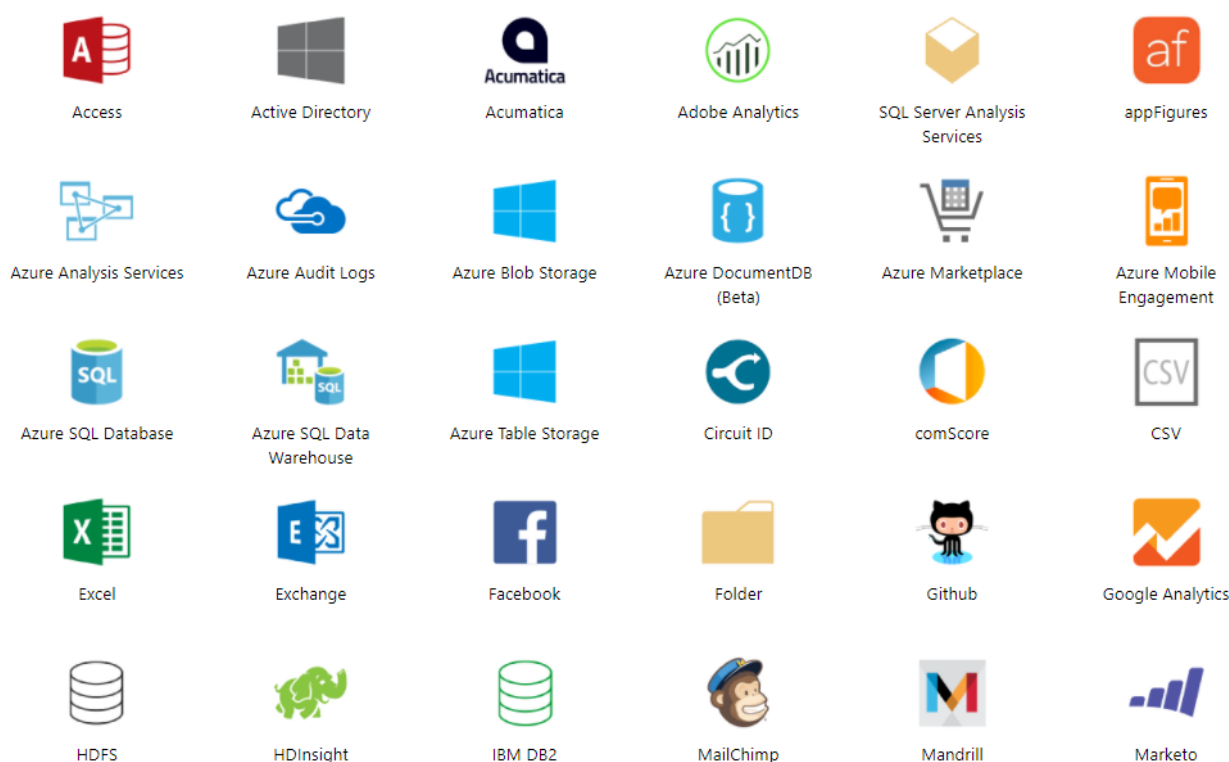 A
Acumatica
af
Access
Active Directory
Acumatica
Adobe Analytics
SQL Server Analysis
Services
appFigures
{ }
Azure Analysis Services
Azure Audit Logs
Azure Blob Storage
Azure DocumentDB
(Beta)
Azure Marketplace
Azure Mobile
Engagement
SQL
SQL
CSV
Azure SQL Database
Azure SQL Data
Warehouse
Azure Table Storage
Circuit ID
comScore
CSV
X
E
f
Excel
Exchange
Facebook
Folder
Github
Google Analytics
M
HDFS
HDInsight
IBM DB2
MailChimp
Mandrill
Marketo